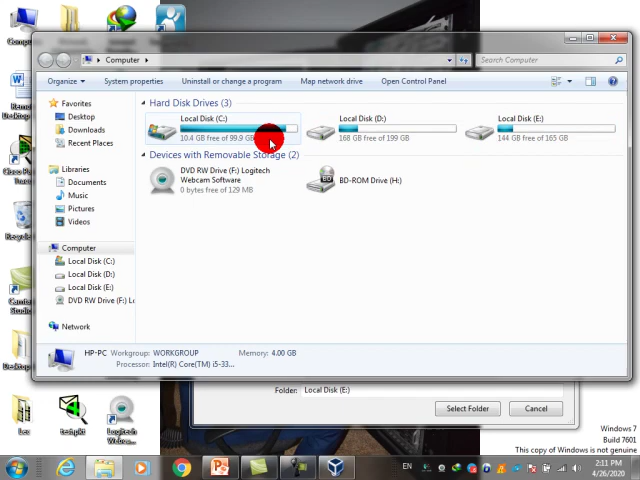 Computer
Search Computer
Organize
System properties
Uninstall or change a program
Map network drive
Open Control Panel
Favorites
Desktop
Downloads
Recent Places
Libraries
Documents
Music
Pictures
Videos
Computer
Local Disk (C:)
Local Disk (D:)
Local Disk (E:)
DVD RW Drive (F:) Lo
Network
Hard Disk Drives (3)
Local Disk (C:)
10.4 GB free of 99.9 GB
Local Disk (D:)
168 GB free of 199 GB
Local Disk (E:)
144 GB free of 165 GB
Devices with Removable Storage (2)
DVD RW Drive (F:) Logitech
Webcam Software
0 bytes free of 129 MB
BD-ROM Drive (H:)
HP-PC Workgroup: WORKGROUP Memory: 4.00 GB
Processor: Intel(R) Core(TM) i5-33...
Folder: Local Disk (E:)
Select Folder
Cancel
testpkt
Logitech
Webca...
Windows 7
Build 7601
This copy of Windows is not genuine
EN
2:11 PM
4/26/2020